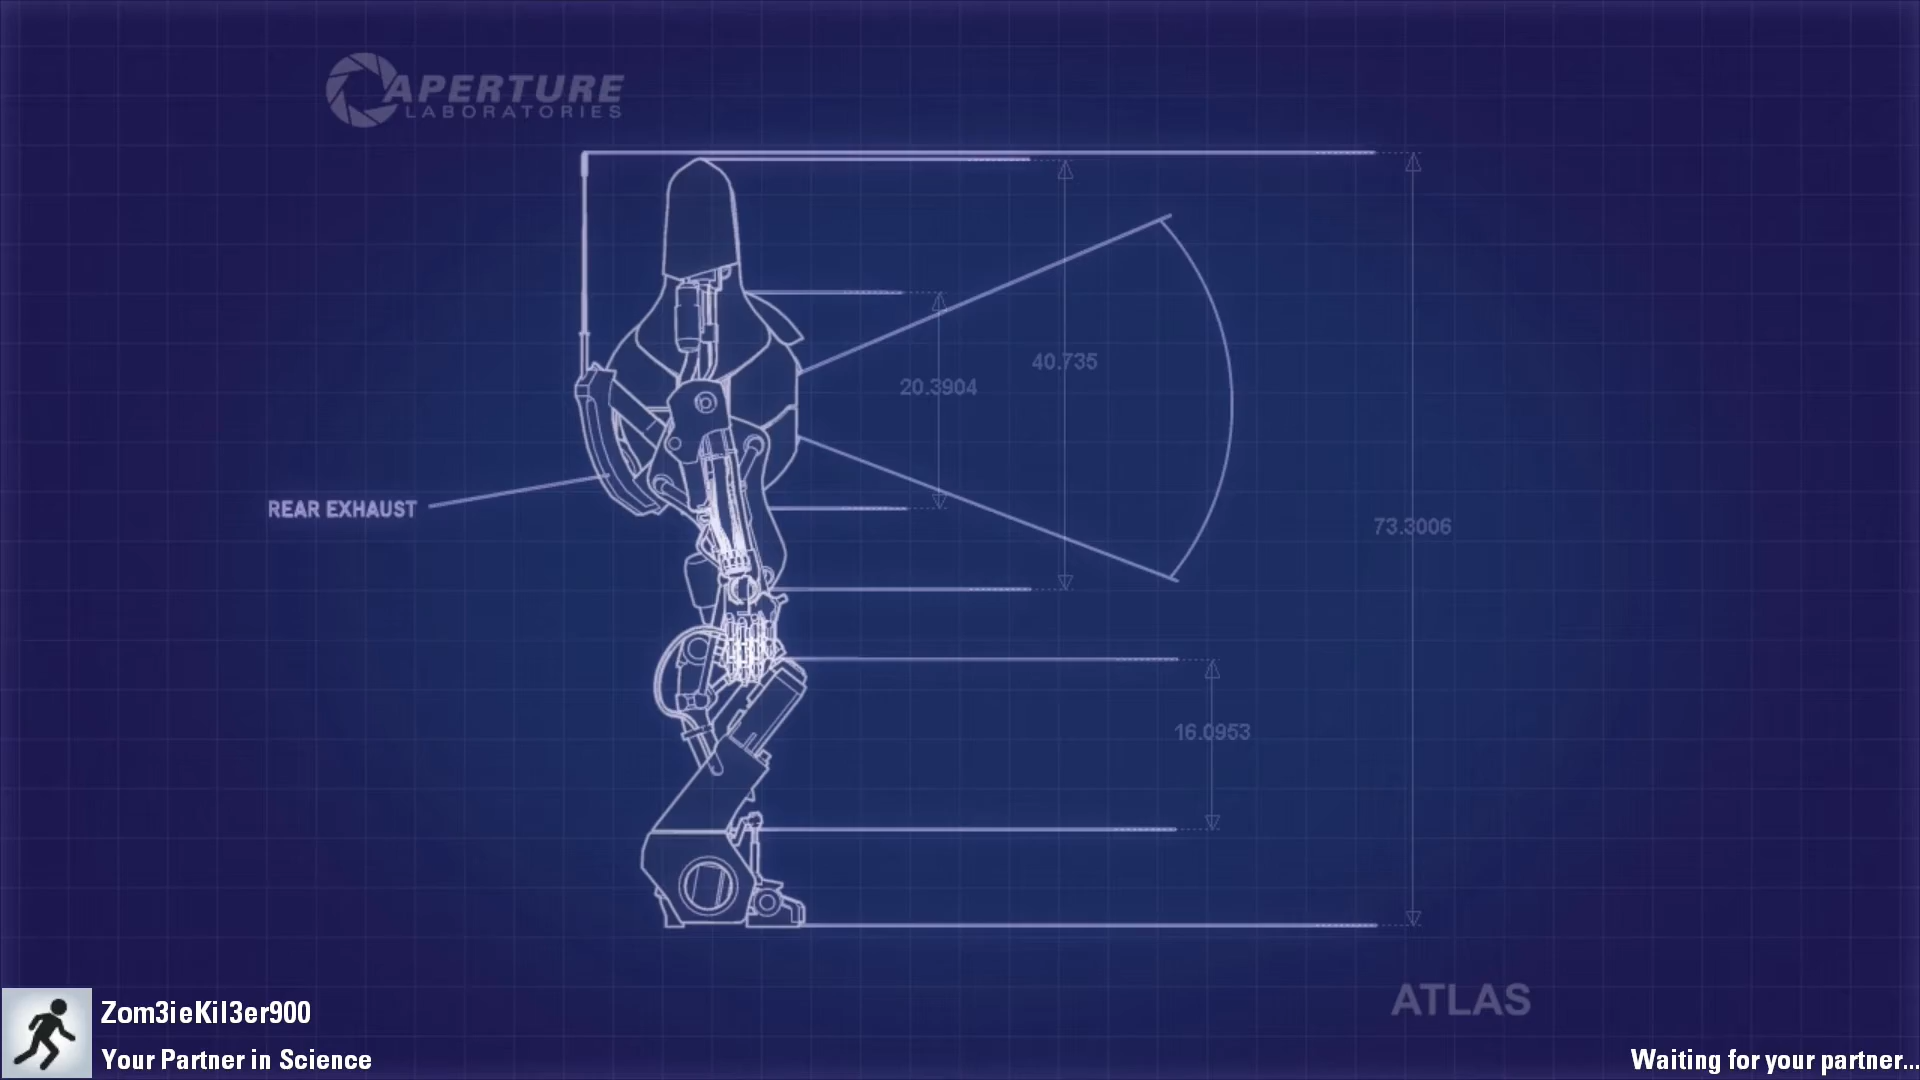 APERTURE
LABORATORIES
40.735
20.3904
REAR EXHAUST
73.3006
16.0953
ATLAS
Zom3ieKil3er900
Your Partner in Science
Waiting for your partner...